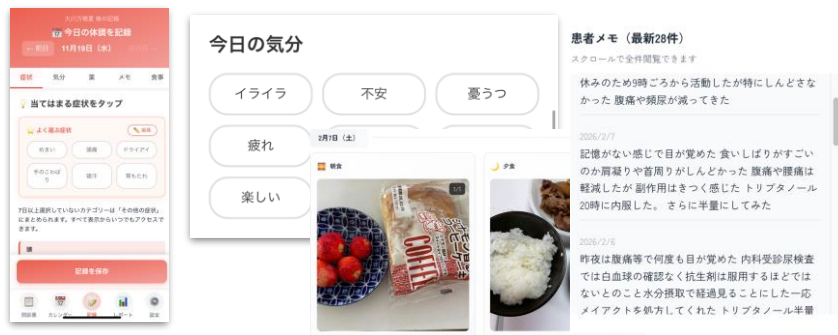 今日の体調を記録
11月19日（水）
症状
気分
薬
メモ
食事
当てはまる症状をタップ
よく選ぶ症状
編集
めまい
頭痛
ドライアイ
手のこわばり
胃もたれ
7日以上選択していないカテゴリーは「その他の症状」
にまとめられます。すべて表示からいつでもアクセスで
きます。
頭
記録を保存
カレンダー
記録
レポート
設定
今日の気分
イライラ
不安
憂うつ
疲れ
楽しい
2月7日（土）
朝食
1/1
COFFEE
夕食
患者メモ（最新28件）
スクロールで全件閲覧できます
休みのため9時ごろから活動したが特にしんどさな
かった 腹痛や頻尿が減ってきた
2026/2/7
記憶がない感じで目が覚めた 食いしばりがすごい
のか肩凝りや首周りがしんどかった 腹痛や腰痛は
軽減したが 副作用はきつく感じた トリプタノール
20時に内服した。 さらに半量にしてみた
2026/2/6
昨夜は腹痛等で何度も目が覚めた 内科受診尿検査
では白血球の確認なく抗生剤は服用するほどでは
ないとのこと水分摂取で経過見ることにした一応
メイアクトを処方してくれた トリプタノール半量